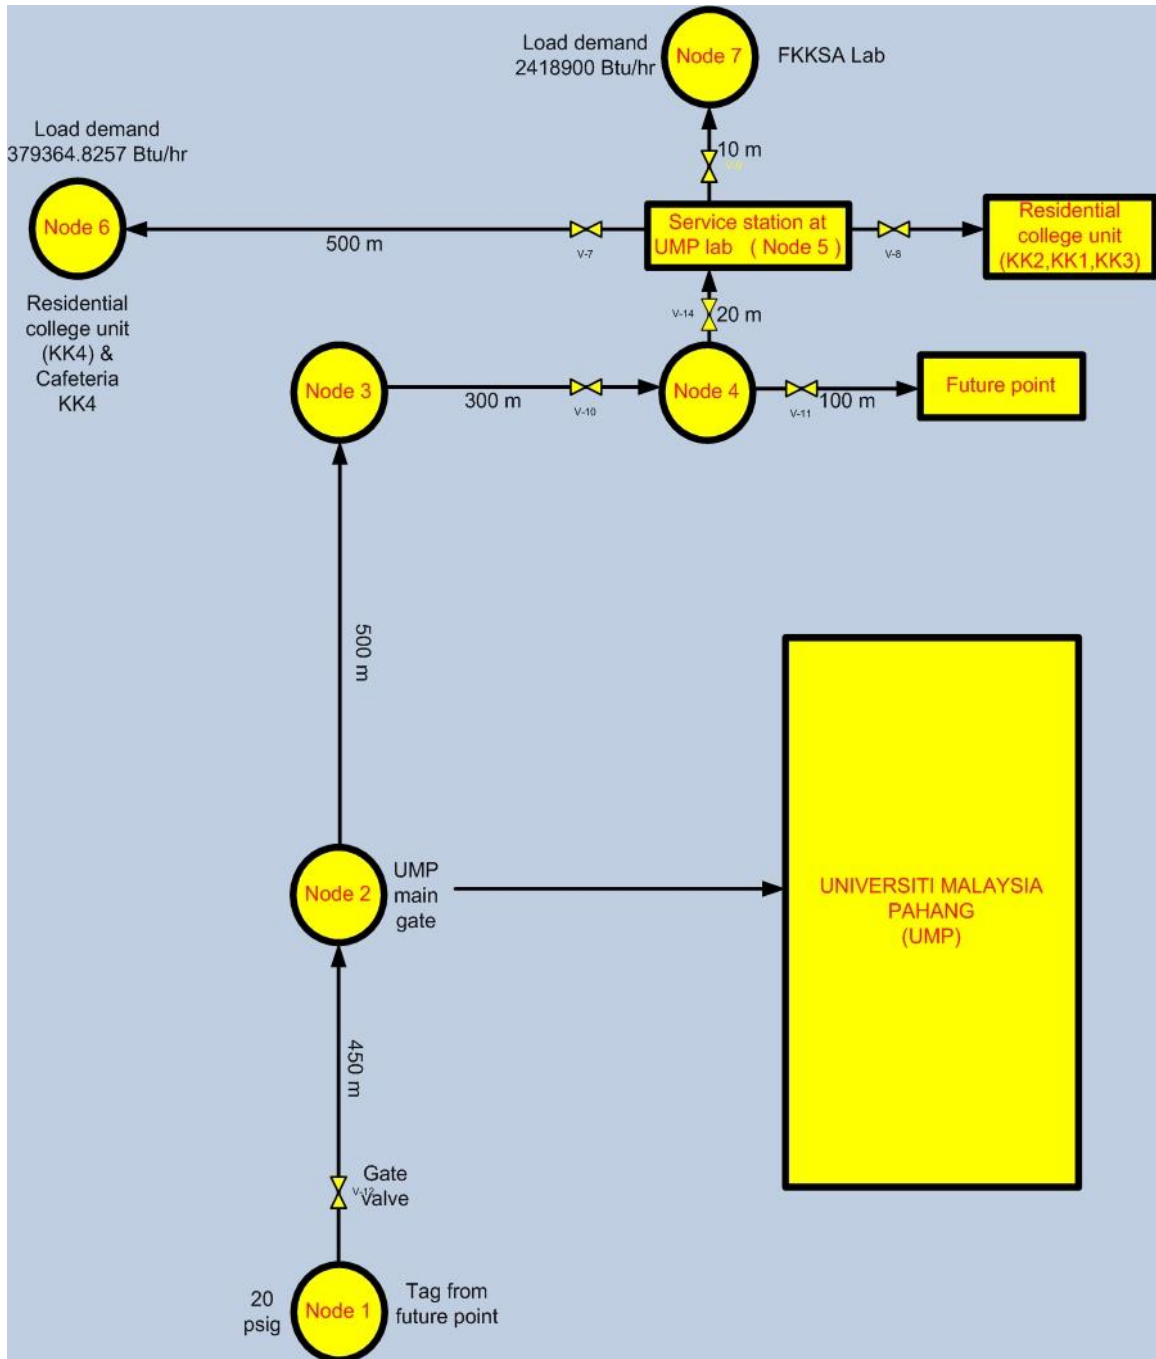 Load demand
2418900 Btu/hr
Node 7
FKKSA Lab
Load demand
379364.8257 Btu/hr
10 m
Node 6
500 m
V-7
Service station at
UMP lab ( Node 5 )
V-8
Residential
college unit
(KK2,KK1,KK3)
Residential
college unit
(KK4) &
Cafeteria
KK4
V-14
20 m
Node 3
300 m
V-10
Node 4
V-11
100 m
Future point
500 m
Node 2
UMP
main
gate
UNIVERSITI MALAYSIA
PAHANG
(UMP)
450 m
Gate
valve
V-12
20
psig
Node 1
Tag from
future point